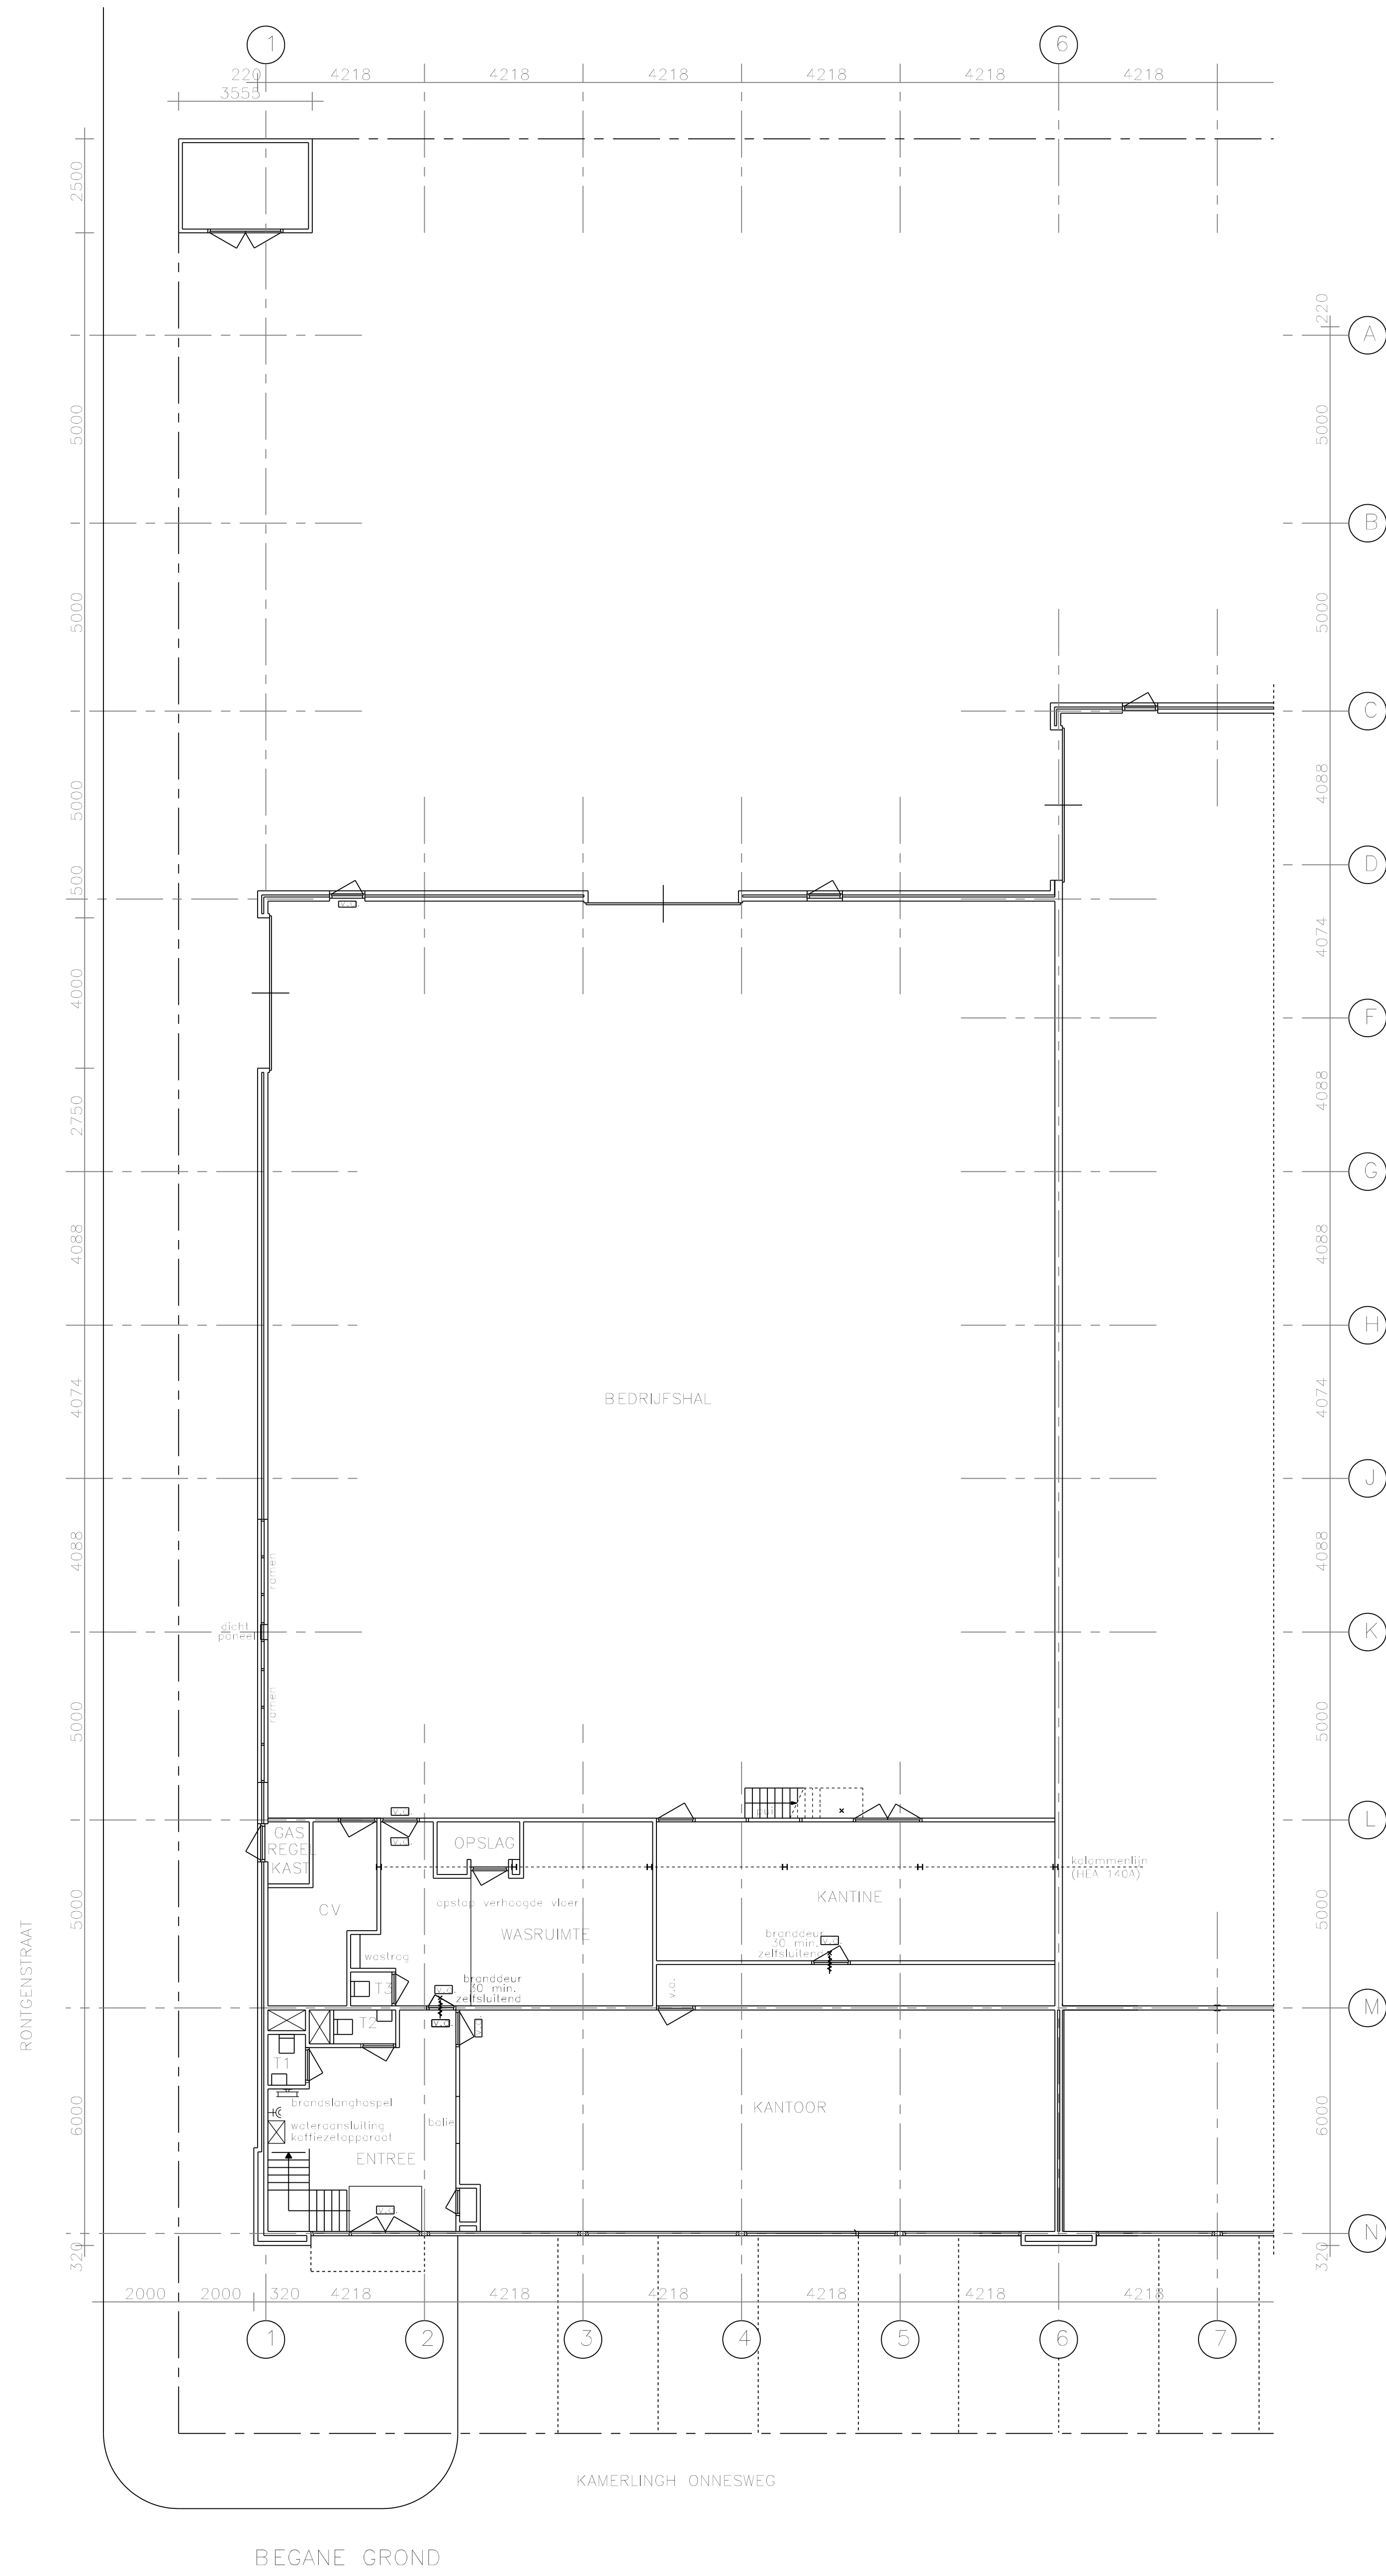 1
6
220
4218
4218
4218
4218
4218
4218
3555
2500
220
A
5000
5000
B
5000
5000
C
5000
4088
D
500
v.d.
4074
4000
F
2750
4088
G
4088
4088
H
BEDRIJFSHAL
4074
4074
J
4088
4088
ramen
dicht
paneel
K
ramen
5000
5000
v.d.
L
GAS
REGEL
KAST
v.d.
OPSLAG
kolommenlijn
(HEA 140A)
KANTINE
opstap verhoogde vloer
5000
5000
CV
WASRUIMTE
branddeur
30 min.
zelfsluitend
v.d.
wastrog
RONTGENSTRAAT
T3
v.d.
branddeur
30 min.
zelfsluitend
v.d.
M
T2
v.d.
v.d.
T1
brandslanghaspel
KANTOOR
6000
6000
wateraansluiting
koffiezetapparaat
balie
ENTREE
v.d.
N
320
320
2000
2000
320
4218
4218
4218
4218
4218
4218
1
2
3
4
5
6
7
KAMERLINGH ONNESWEG
BEGANE GROND